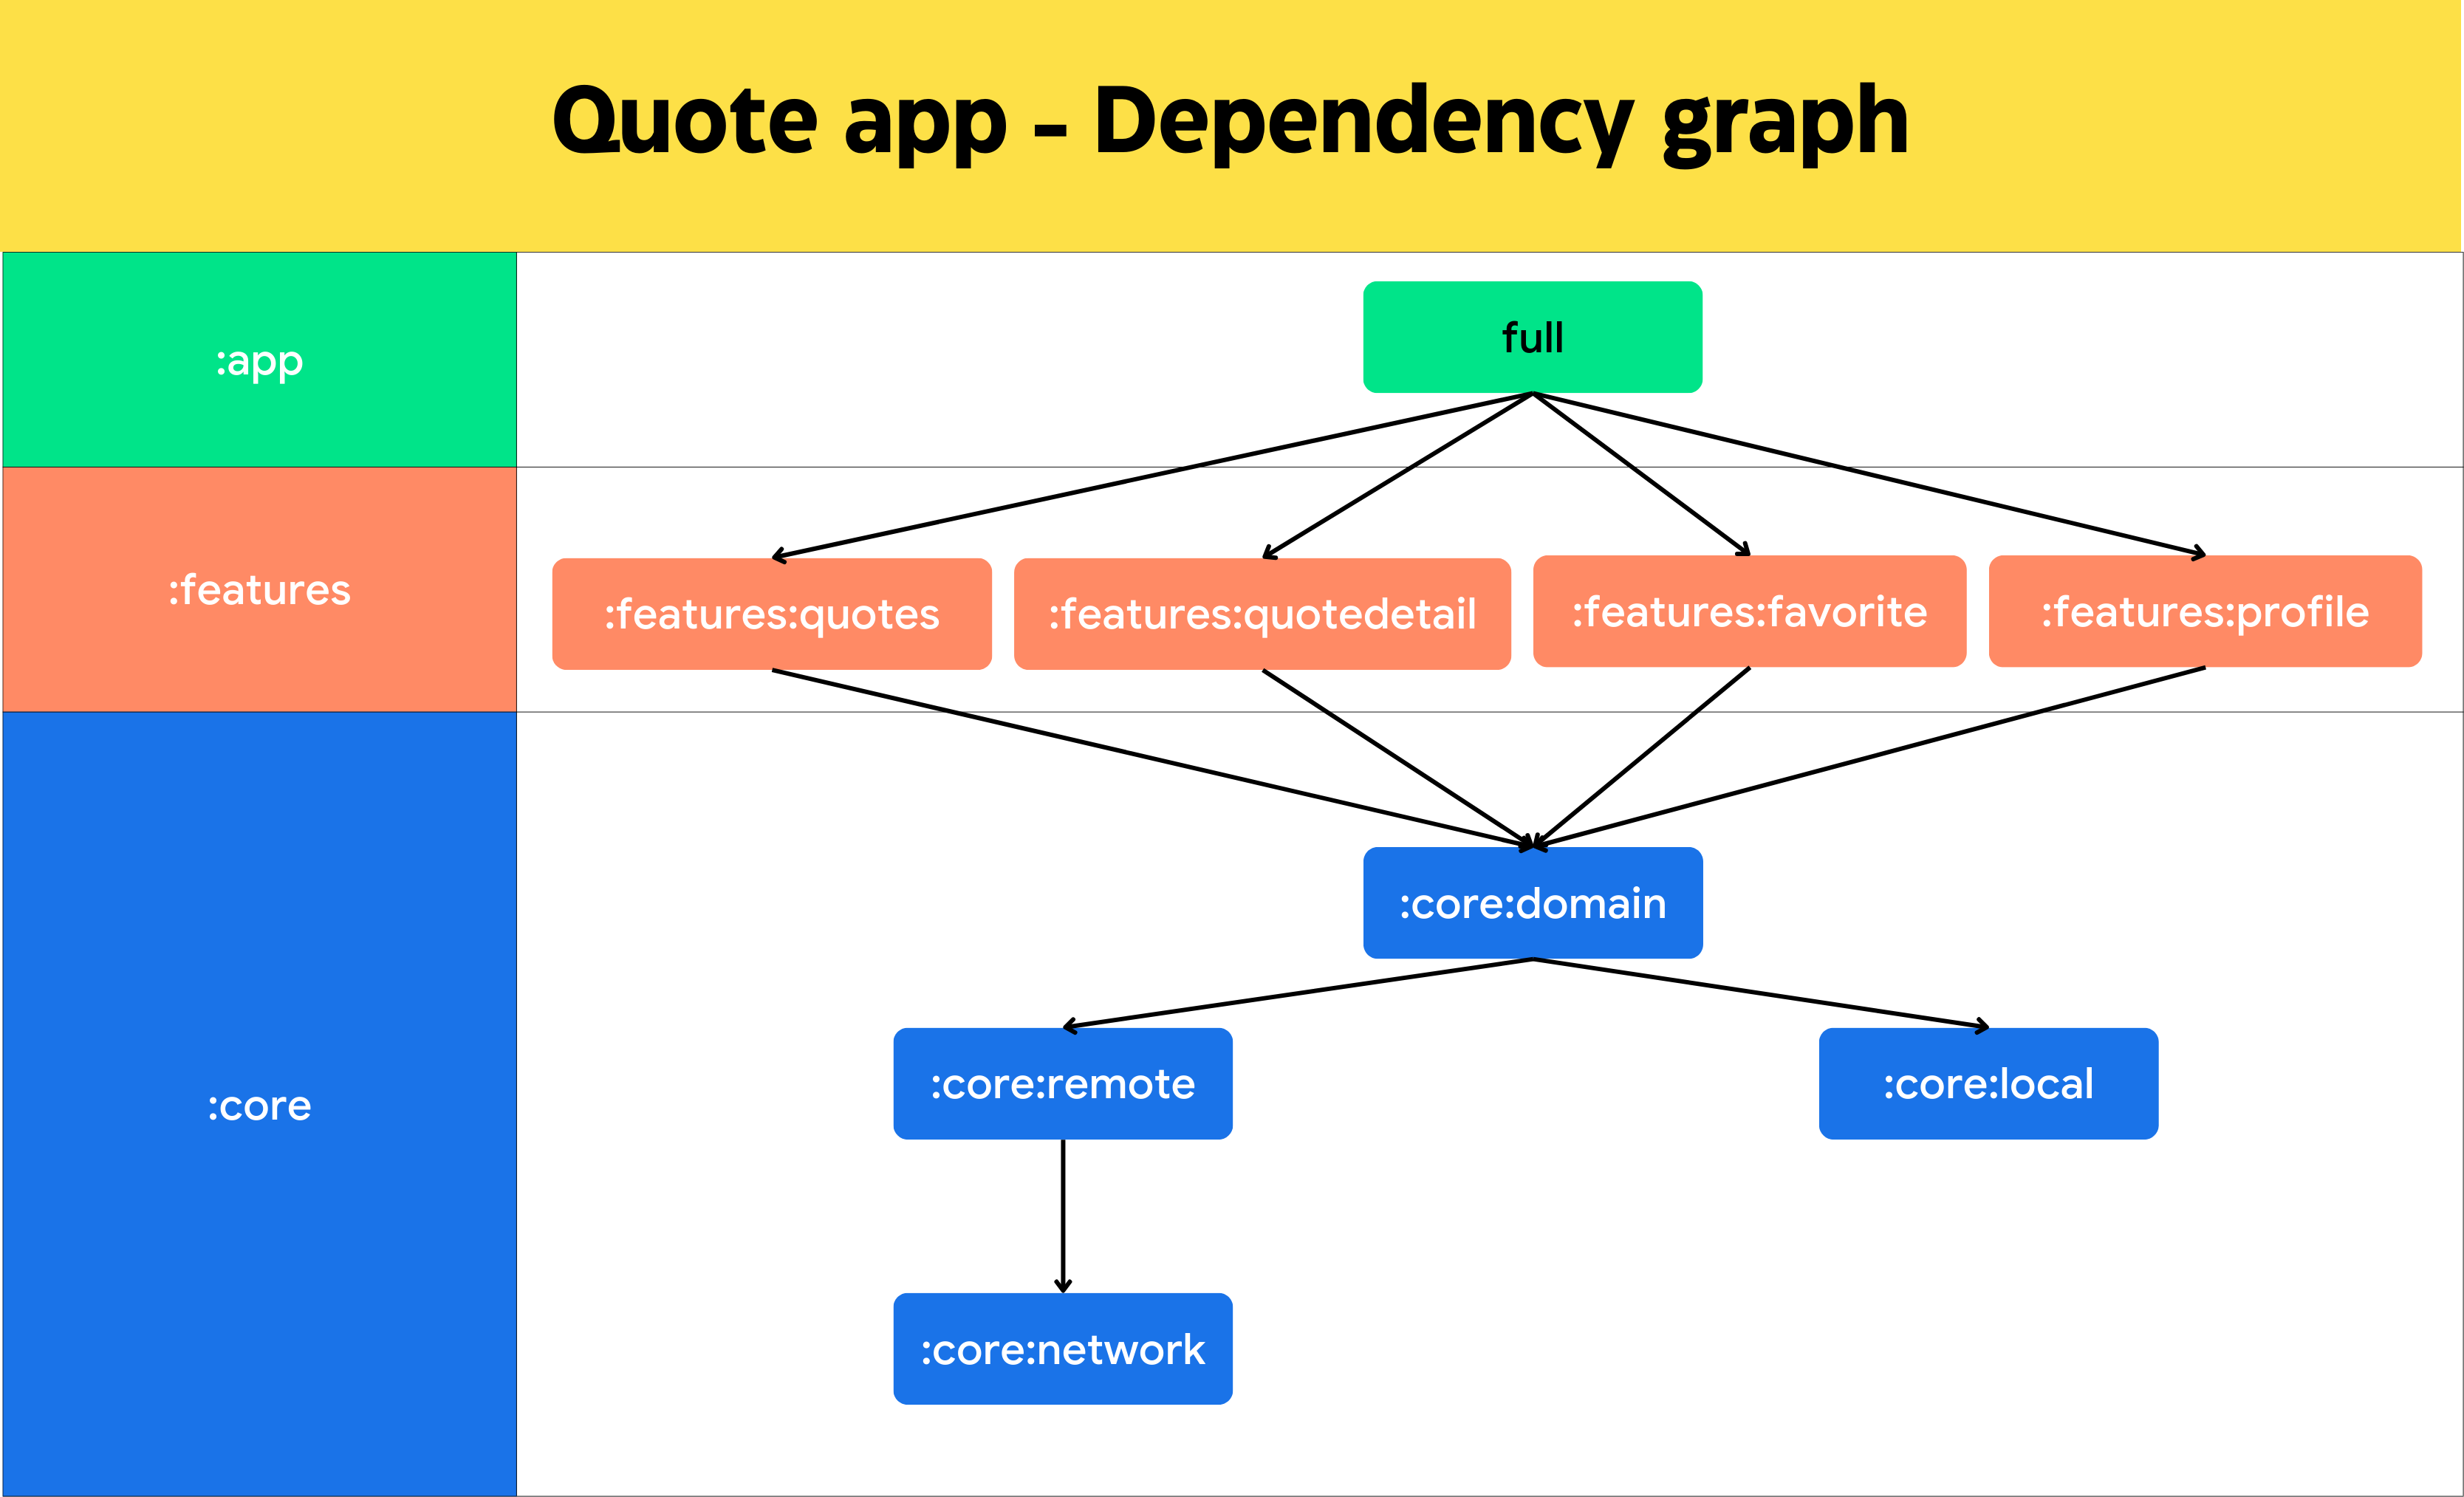 Quote app - Dependency graph
:app
full
:features
:features:quotes
:features:quotedetail
:features:favorite
:features:profile
:core
:core:domain
:core:remote
:core:local
:core:network